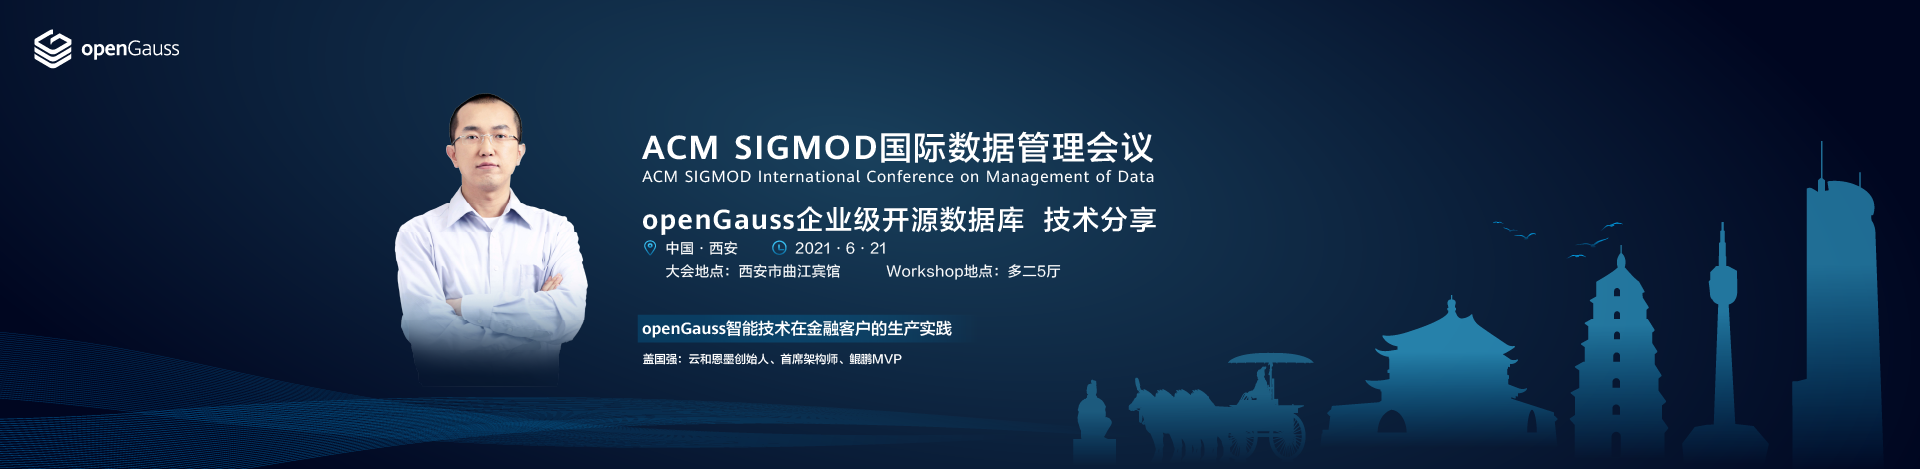 openGauss
ACM SIGMOD国际数据管理会议
ACM SIGMOD International Conference on Management of Data
openGauss企业级开源数据库 技术分享
中国·西安 2021·6·21
大会地点：西安市曲江宾馆 Workshop地点：多二5厅
openGauss智能技术在金融客户的生产实践
盖国强：云和恩墨创始人、首席架构师、鲲鹏MVP